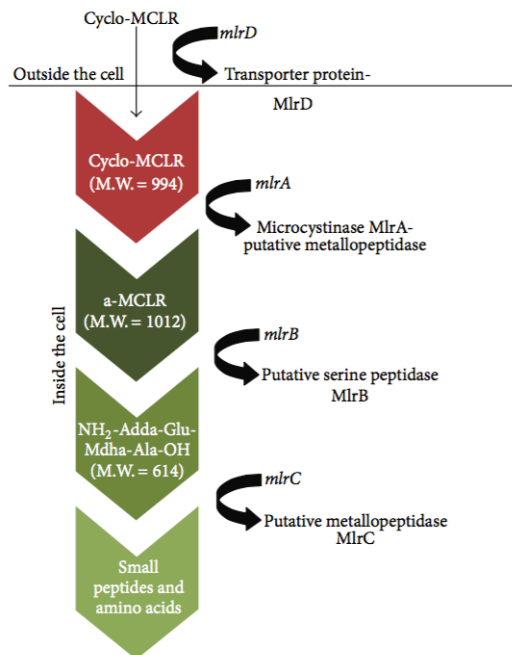 Cyclo-MCLR
mlrD
Outside the cell
Transporter protein-
MlrD
Cyclo-MCLR
(M.W. = 994)
mlrA
Microcystinase MlrA-
putative metallopeptidase
a-MCLR
(M.W. = 1012)
Inside the cell
mlrB
Putative serine peptidase
MlrB
NH₂-Adda-Glu-
Mdha-Ala-OH
(M.W. = 614)
mlrC
Putative metallopeptidase
MlrC
Small
peptides and
amino acids